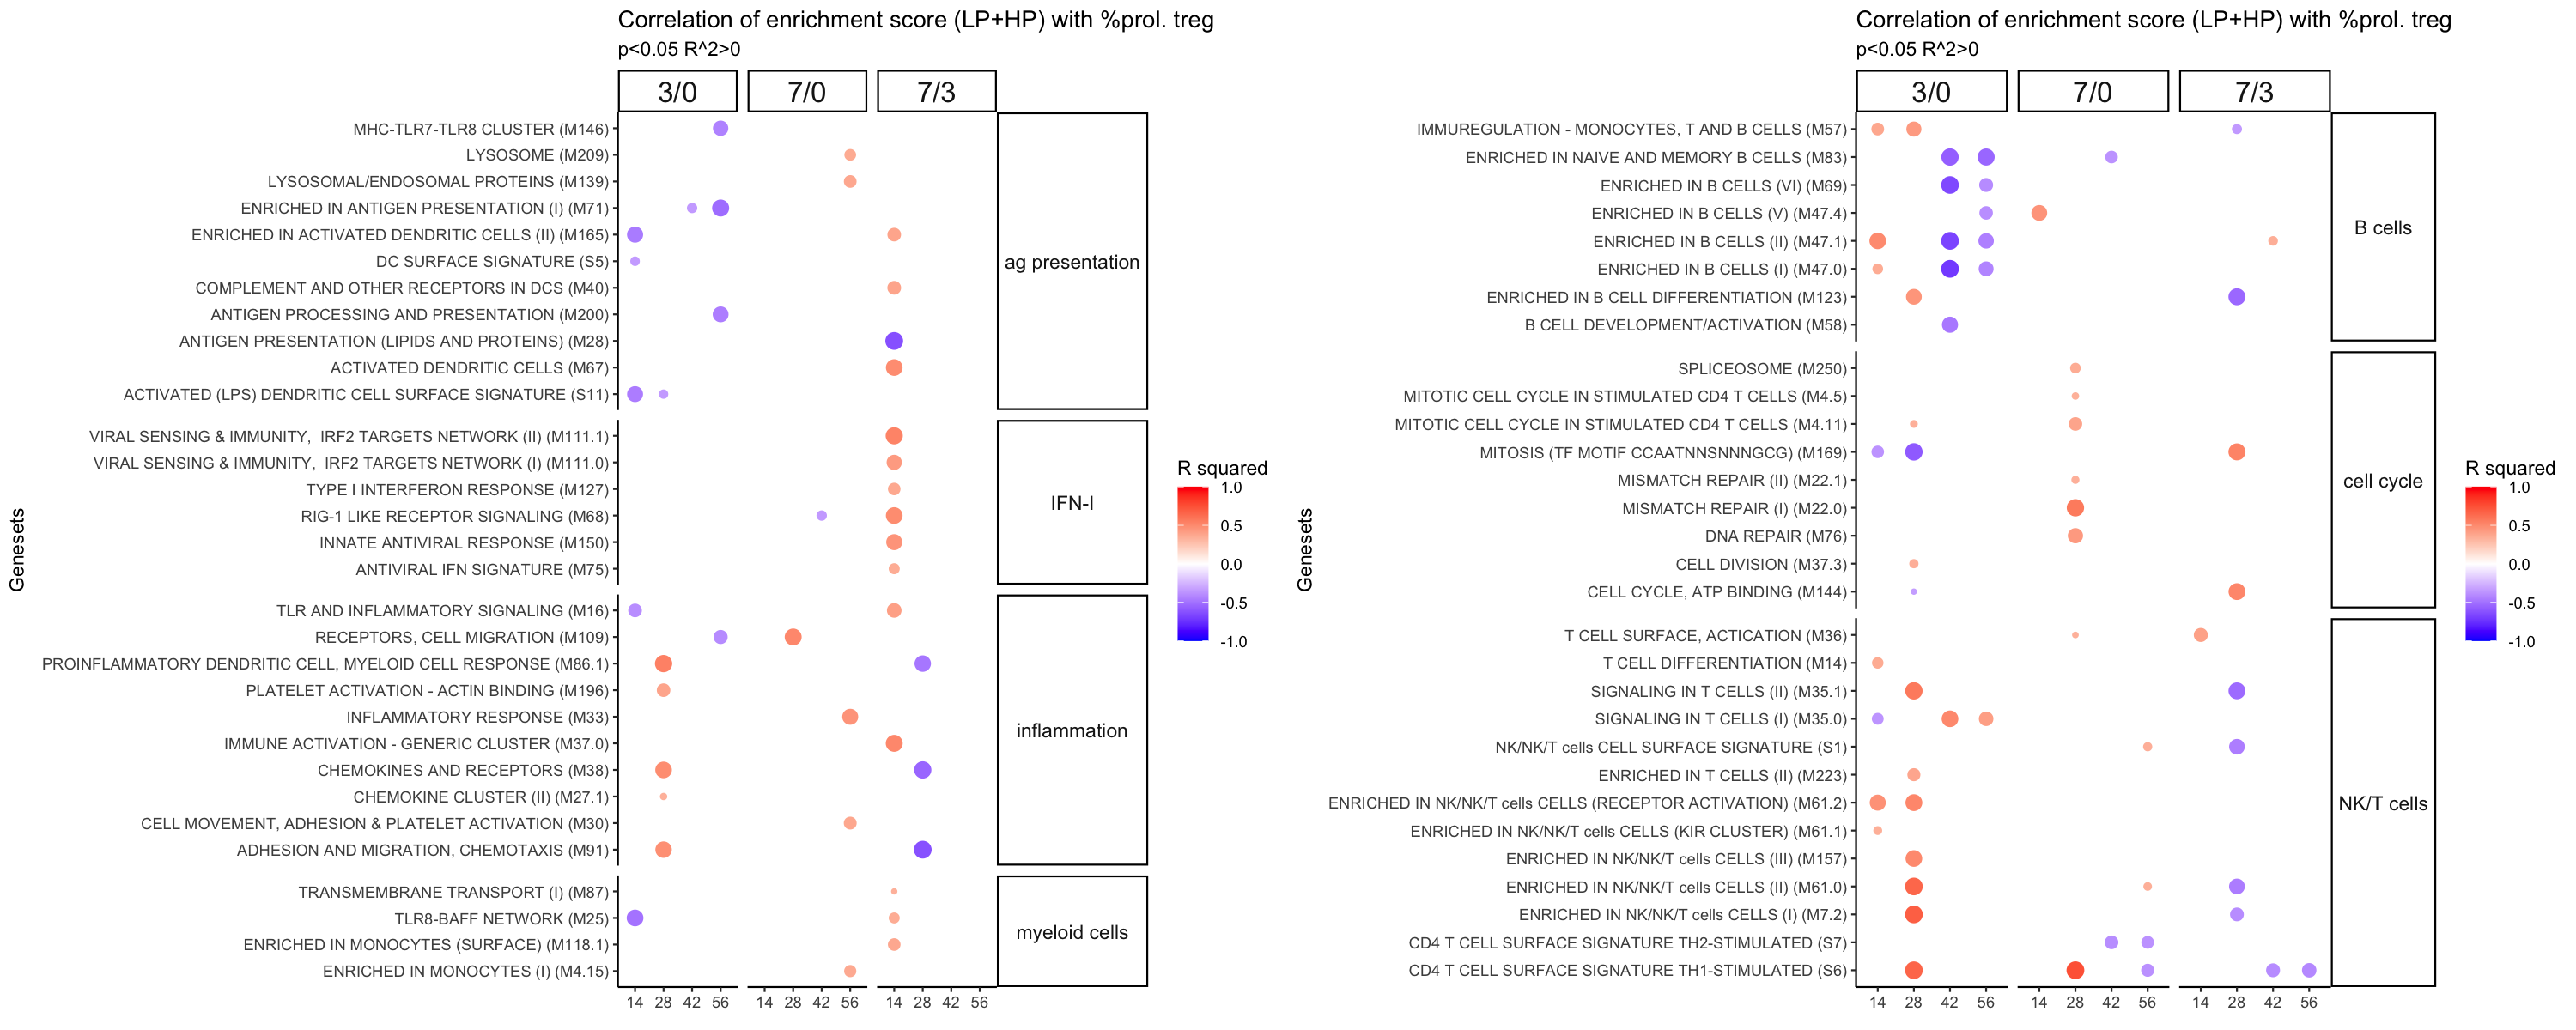 Correlation of enrichment score (LP+HP) with %prol. treg
p<0.05 R^2>0
3/0
7/0
7/3
MHC-TLR7-TLR8 CLUSTER (M146)
LYSOSOME (M209)
LYSOSOMAL/ENDOSOMAL PROTEINS (M139)
ENRICHED IN ANTIGEN PRESENTATION (I) (M71)
ENRICHED IN ACTIVATED DENDRITIC CELLS (II) (M165)
DC SURFACE SIGNATURE (S5)
COMPLEMENT AND OTHER RECEPTORS IN DCS (M40)
ANTIGEN PROCESSING AND PRESENTATION (M200)
ANTIGEN PRESENTATION (LIPIDS AND PROTEINS) (M28)
ACTIVATED DENDRITIC CELLS (M67)
ACTIVATED (LPS) DENDRITIC CELL SURFACE SIGNATURE (S11)
ag presentation
VIRAL SENSING & IMMUNITY,  IRF2 TARGETS NETWORK (II) (M111.1)
VIRAL SENSING & IMMUNITY,  IRF2 TARGETS NETWORK (I) (M111.0)
TYPE I INTERFERON RESPONSE (M127)
RIG-1 LIKE RECEPTOR SIGNALING (M68)
INNATE ANTIVIRAL RESPONSE (M150)
ANTIVIRAL IFN SIGNATURE (M75)
IFN-I
TLR AND INFLAMMATORY SIGNALING (M16)
RECEPTORS, CELL MIGRATION (M109)
PROINFLAMMATORY DENDRITIC CELL, MYELOID CELL RESPONSE (M86.1)
PLATELET ACTIVATION - ACTIN BINDING (M196)
INFLAMMATORY RESPONSE (M33)
IMMUNE ACTIVATION - GENERIC CLUSTER (M37.0)
CHEMOKINES AND RECEPTORS (M38)
CHEMOKINE CLUSTER (II) (M27.1)
CELL MOVEMENT, ADHESION & PLATELET ACTIVATION (M30)
ADHESION AND MIGRATION, CHEMOTAXIS (M91)
inflammation
TRANSMEMBRANE TRANSPORT (I) (M87)
TLR8-BAFF NETWORK (M25)
ENRICHED IN MONOCYTES (SURFACE) (M118.1)
ENRICHED IN MONOCYTES (I) (M4.15)
myeloid cells
14 28 42 56
14 28 42 56
14 28 42 56
Genesets
R squared
1.0
0.5
0.0
-0.5
-1.0
Correlation of enrichment score (LP+HP) with %prol. treg
p<0.05 R^2>0
3/0
7/0
7/3
IMMUREGULATION - MONOCYTES, T AND B CELLS (M57)
ENRICHED IN NAIVE AND MEMORY B CELLS (M83)
ENRICHED IN B CELLS (VI) (M69)
ENRICHED IN B CELLS (V) (M47.4)
ENRICHED IN B CELLS (II) (M47.1)
ENRICHED IN B CELLS (I) (M47.0)
ENRICHED IN B CELL DIFFERENTIATION (M123)
B CELL DEVELOPMENT/ACTIVATION (M58)
B cells
SPLICEOSOME (M250)
MITOTIC CELL CYCLE IN STIMULATED CD4 T CELLS (M4.5)
MITOTIC CELL CYCLE IN STIMULATED CD4 T CELLS (M4.11)
MITOSIS (TF MOTIF CCAATNNSNNNGCG) (M169)
MISMATCH REPAIR (II) (M22.1)
MISMATCH REPAIR (I) (M22.0)
DNA REPAIR (M76)
CELL DIVISION (M37.3)
CELL CYCLE, ATP BINDING (M144)
cell cycle
T CELL SURFACE, ACTICATION (M36)
T CELL DIFFERENTIATION (M14)
SIGNALING IN T CELLS (II) (M35.1)
SIGNALING IN T CELLS (I) (M35.0)
NK/NK/T cells CELL SURFACE SIGNATURE (S1)
ENRICHED IN T CELLS (II) (M223)
ENRICHED IN NK/NK/T cells CELLS (RECEPTOR ACTIVATION) (M61.2)
ENRICHED IN NK/NK/T cells CELLS (KIR CLUSTER) (M61.1)
ENRICHED IN NK/NK/T cells CELLS (III) (M157)
ENRICHED IN NK/NK/T cells CELLS (II) (M61.0)
ENRICHED IN NK/NK/T cells CELLS (I) (M7.2)
CD4 T CELL SURFACE SIGNATURE TH2-STIMULATED (S7)
CD4 T CELL SURFACE SIGNATURE TH1-STIMULATED (S6)
NK/T cells
14 28 42 56
14 28 42 56
14 28 42 56
Genesets
R squared
1.0
0.5
0.0
-0.5
-1.0